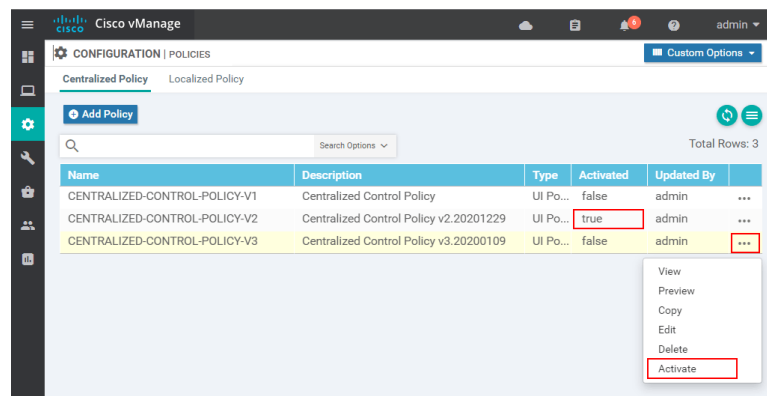 cisco Cisco vManage 6 admin
CONFIGURATION | POLICIES Custom Options
Centralized Policy Localized Policy
Add Policy
Search Options Total Rows: 3
Name Description Type Activated Updated By
CENTRALIZED-CONTROL-POLICY-V1 Centralized Control Policy UI Po... false admin ...
CENTRALIZED-CONTROL-POLICY-V2 Centralized Control Policy v2.20201229 UI Po... true admin ...
CENTRALIZED-CONTROL-POLICY-V3 Centralized Control Policy v3.20200109 UI Po... false admin ...
View
Preview
Copy
Edit
Delete
Activate